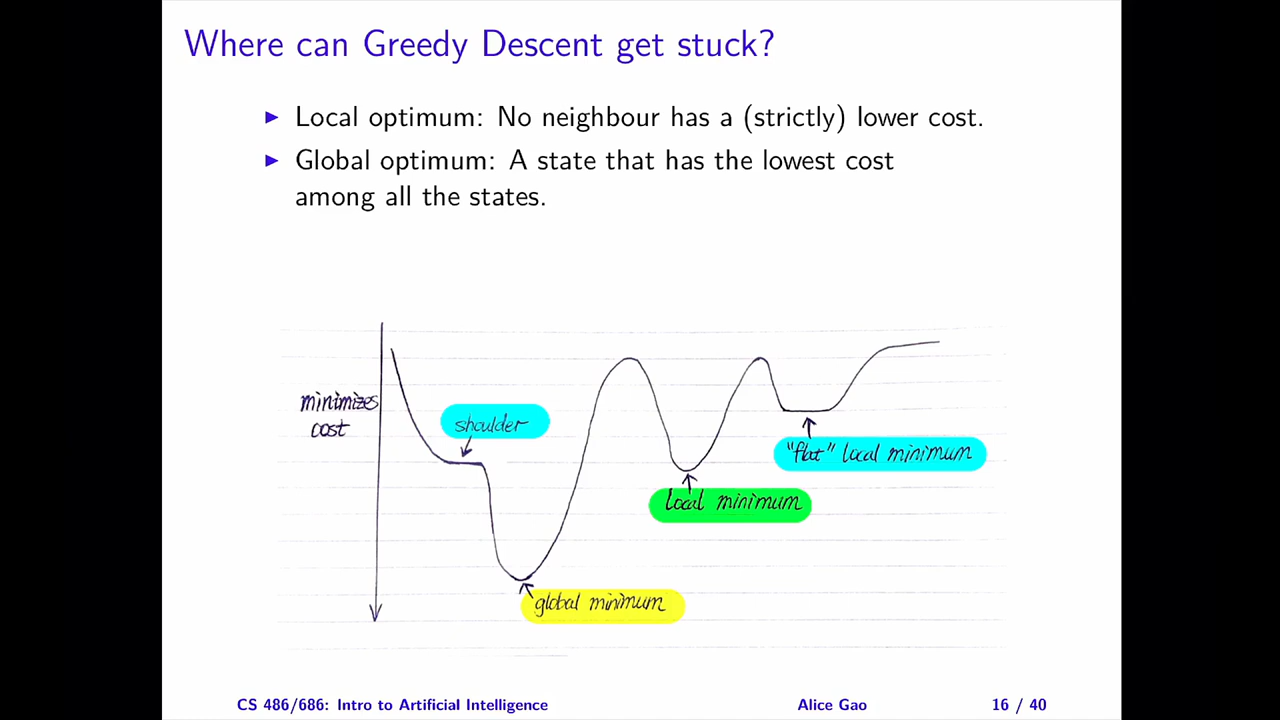 Where can Greedy Descent get stuck?
Local optimum: No neighbour has a (strictly) lower cost.
Global optimum: A state that has the lowest cost
among all the states.
minimizes
cost
shoulder
"flat" local minimum
local minimum
global minimum
CS 486/686: Intro to Artificial Intelligence Alice Gao 16 / 40